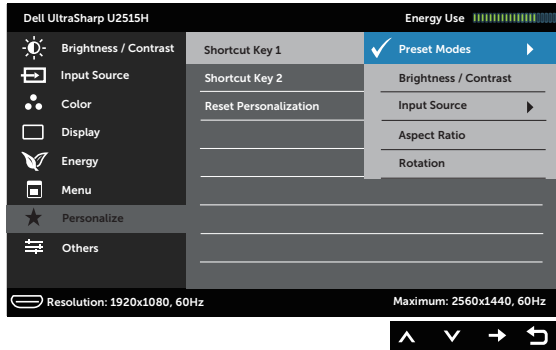 Dell UltraSharp U2515H Energy Use
Brightness / Contrast Shortcut Key 1 Preset Modes
Input Source Shortcut Key 2 Brightness / Contrast
Color Reset Personalization Input Source
Display Aspect Ratio
Energy Rotation
Menu
Personalize
Others
Resolution: 1920x1080, 60Hz Maximum: 2560x1440, 60Hz